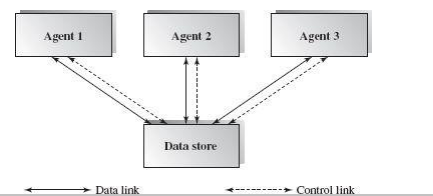 Agent 1
Agent 2
Agent 3
Data store
Data link
Control link